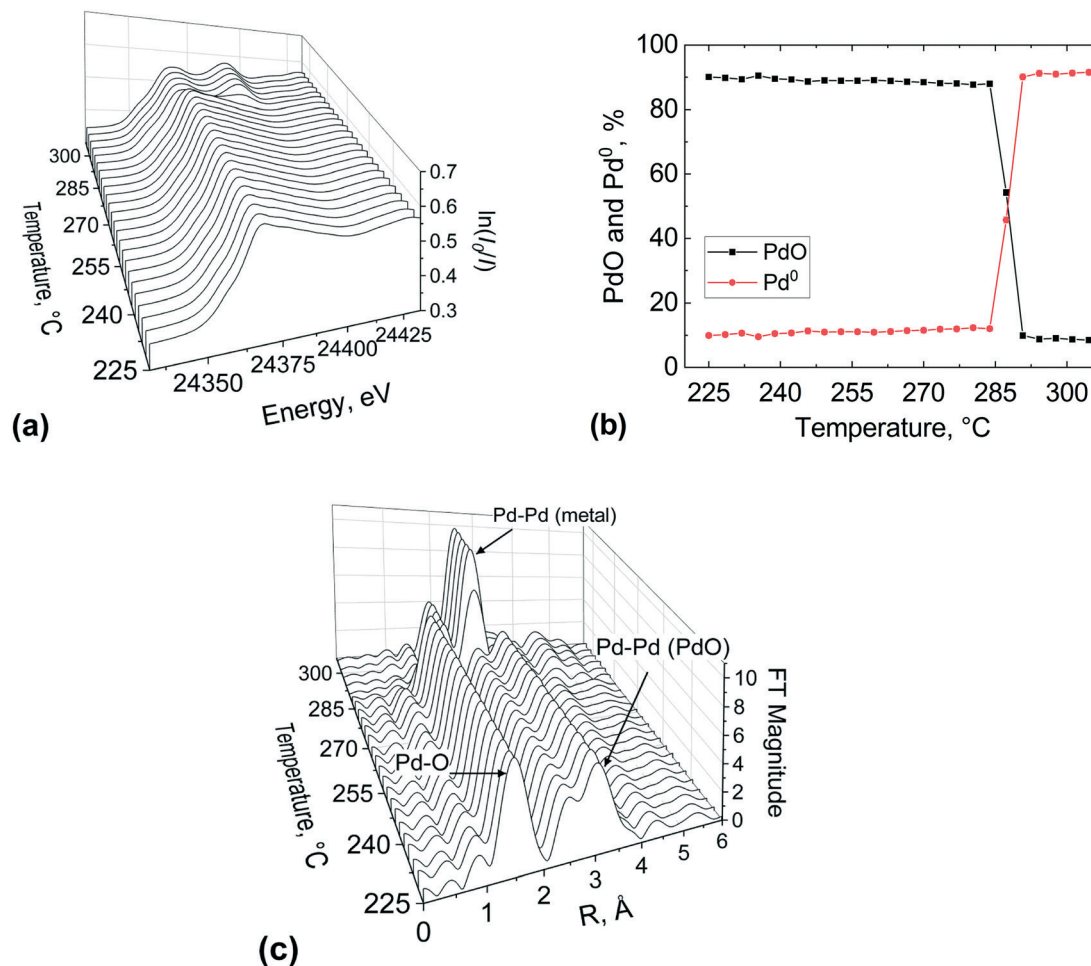 300
285
270
255
240
225
Temperature, °C
24350
24375
24400
24425
Energy, eV
0.7
0.6
0.5
0.4
0.3
ln(I0/I)
(a)
100
80
60
40
20
0
PdO and Pd⁰, %
PdO
Pd⁰
225
240
255
270
285
300
Temperature, °C
(b)
Pd-Pd (metal)
Pd-Pd (PdO)
Pd-O
300
285
270
255
240
225
Temperature, °C
0
1
2
3
4
5
6
R, Å
10
8
6
4
2
0
FT Magnitude
(c)